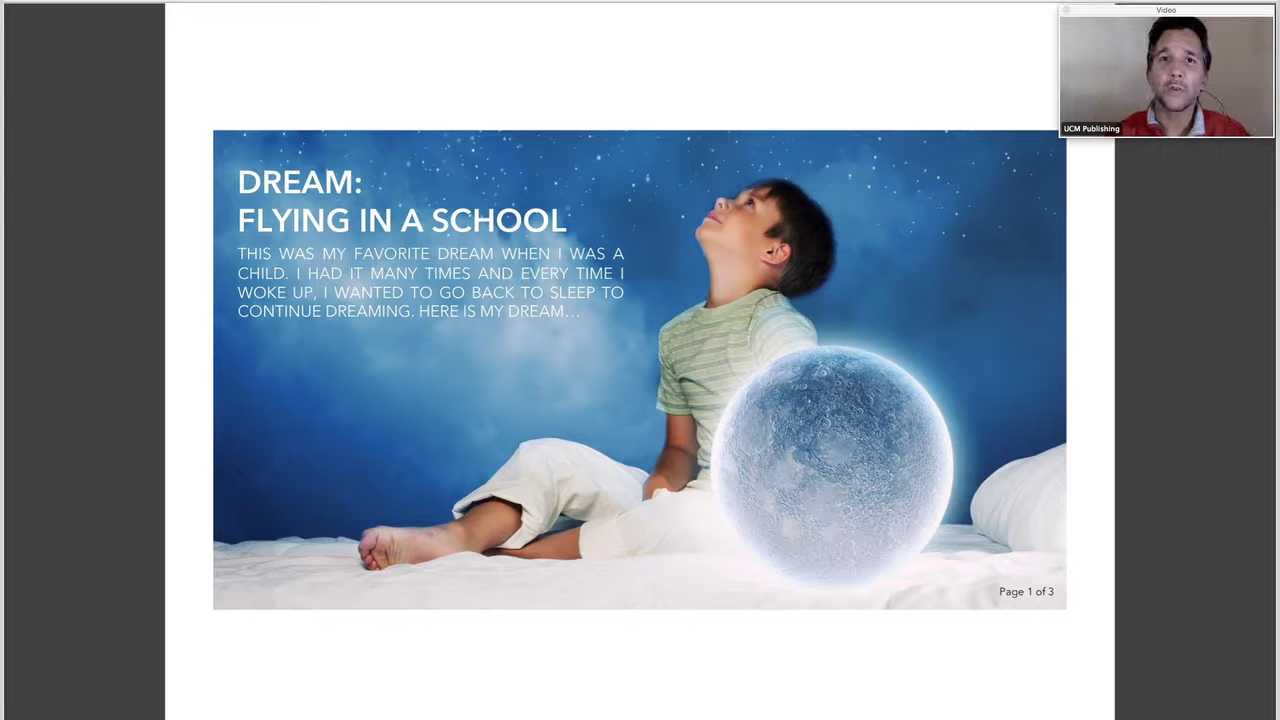 Video
UCM Publishing
DREAM:
FLYING IN A SCHOOL
THIS WAS MY FAVORITE DREAM WHEN I WAS A
CHILD. I HAD IT MANY TIMES AND EVERY TIME I
WOKE UP, I WANTED TO GO BACK TO SLEEP TO
CONTINUE DREAMING. HERE IS MY DREAM...
Page 1 of 3